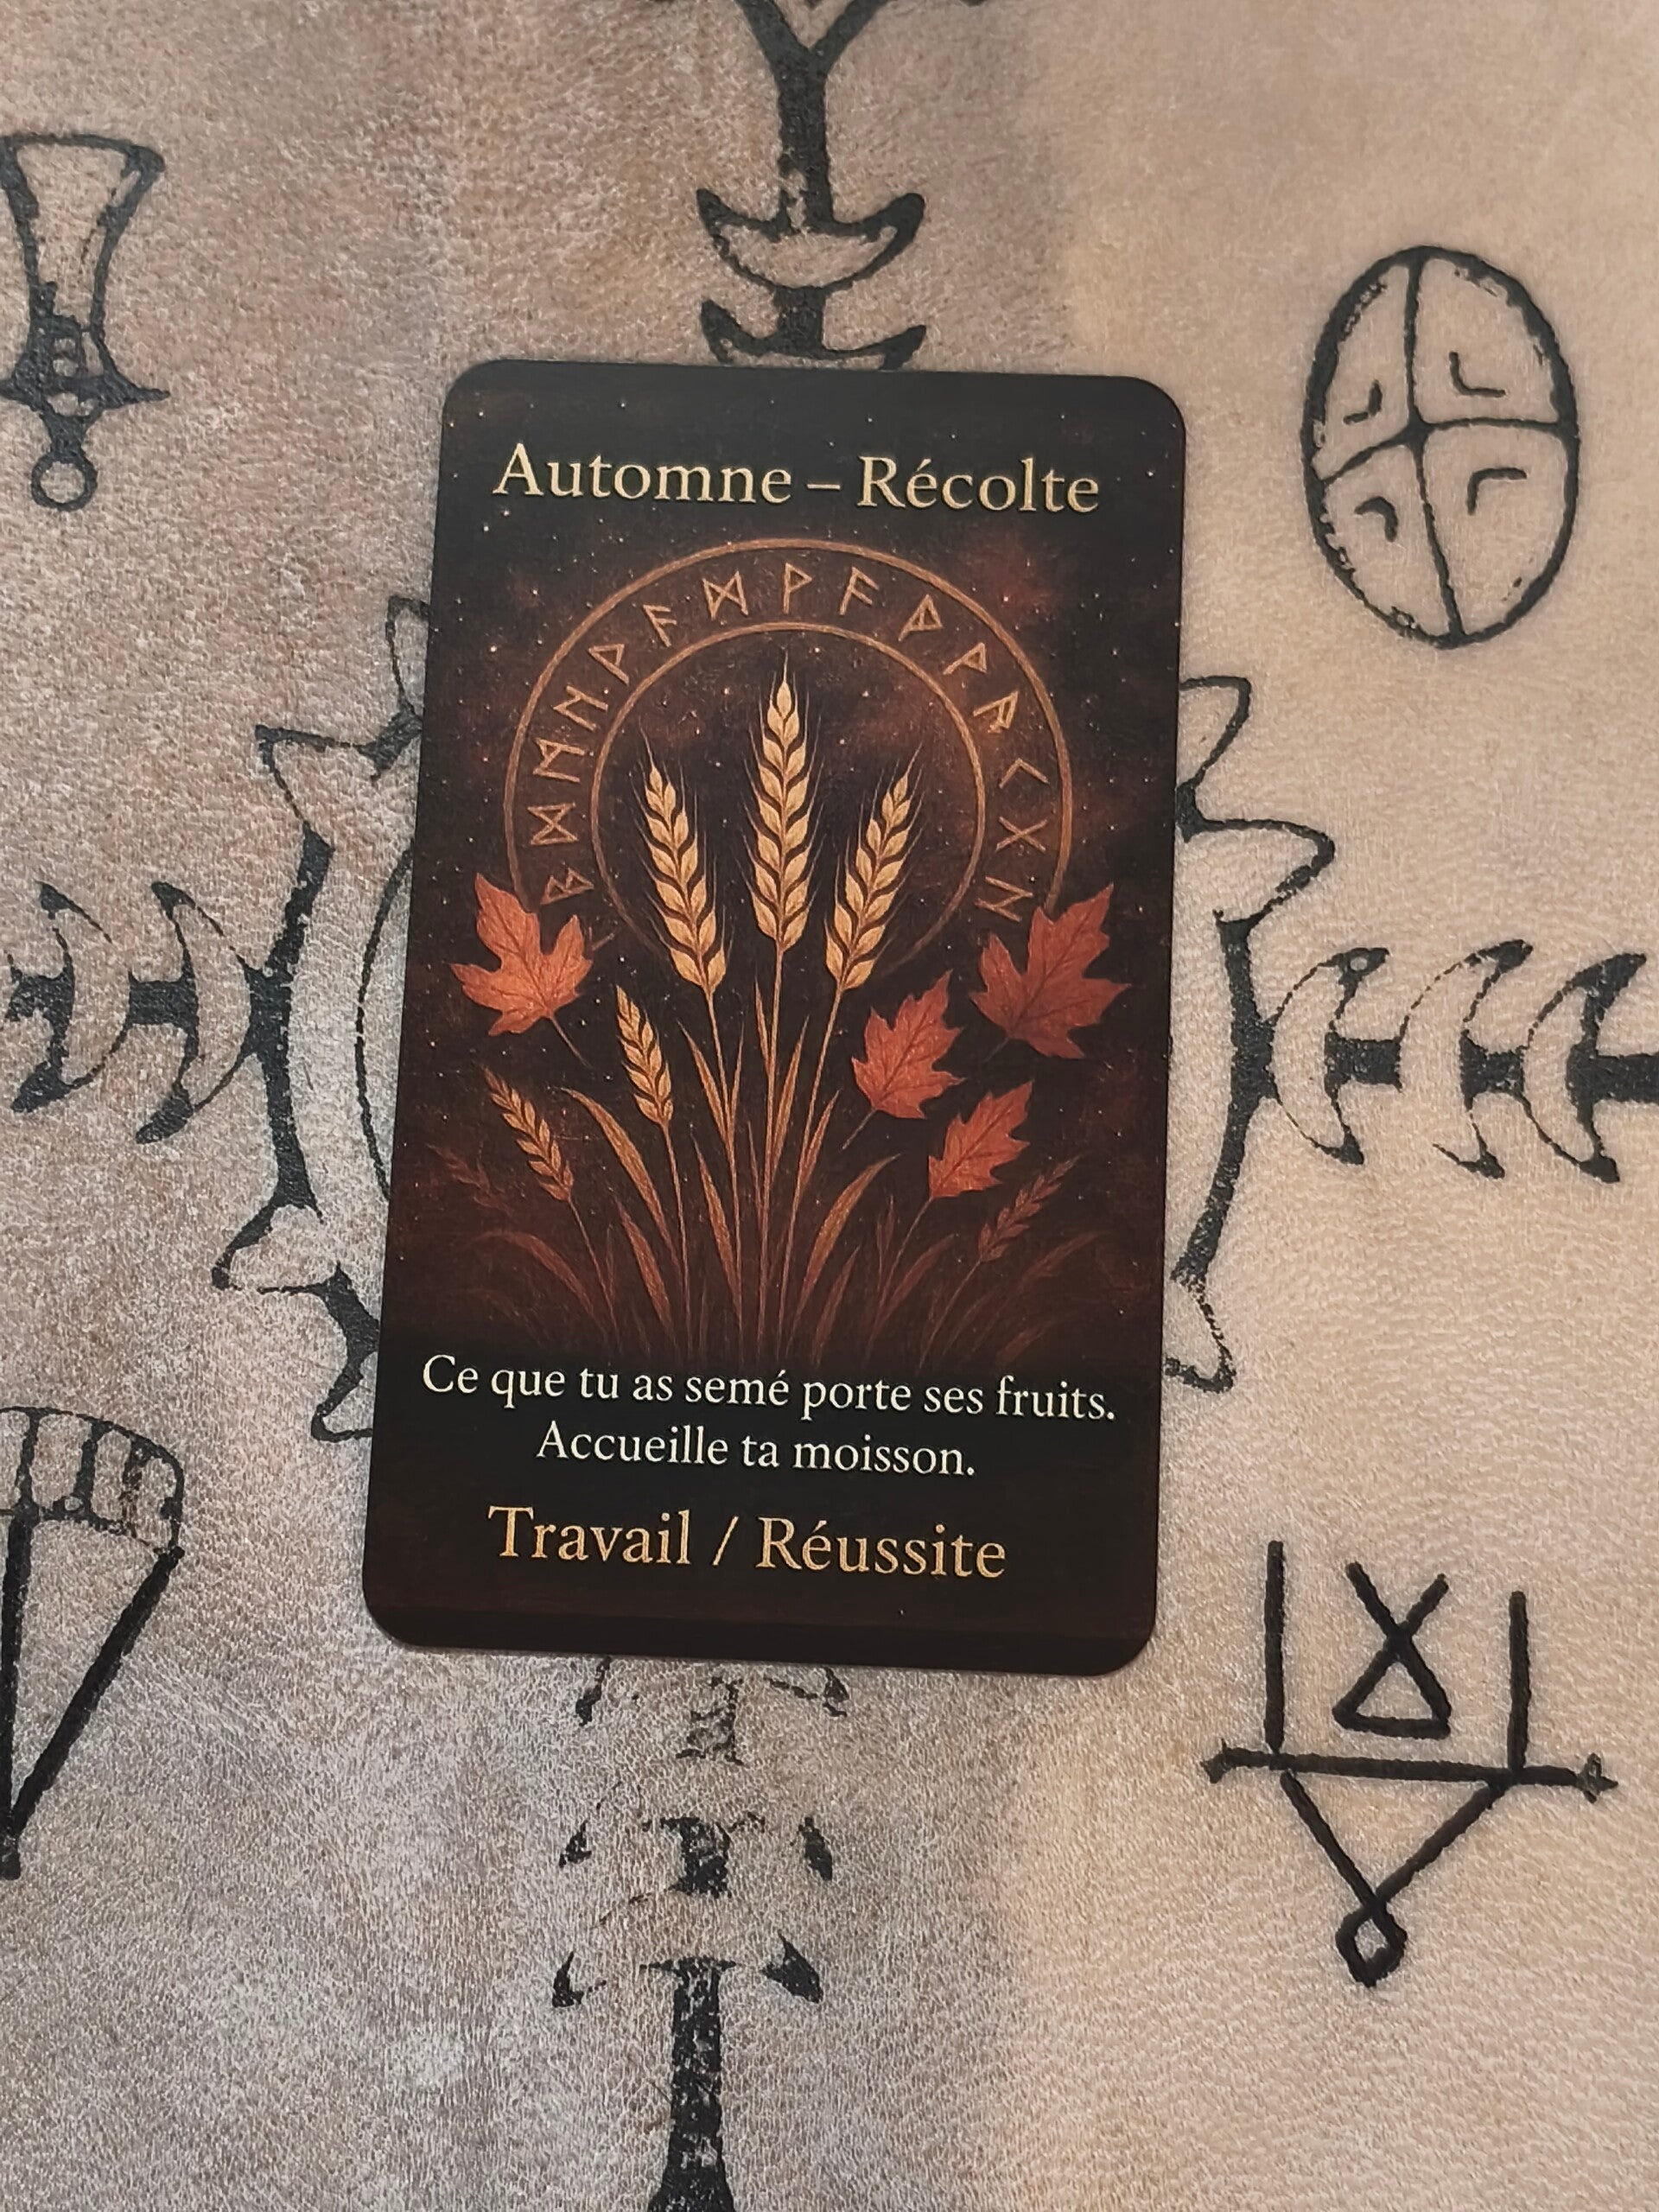 Automne – Récolte
Ce que tu as semé porte ses fruits.
Accueille ta moisson.
Travail / Réussite